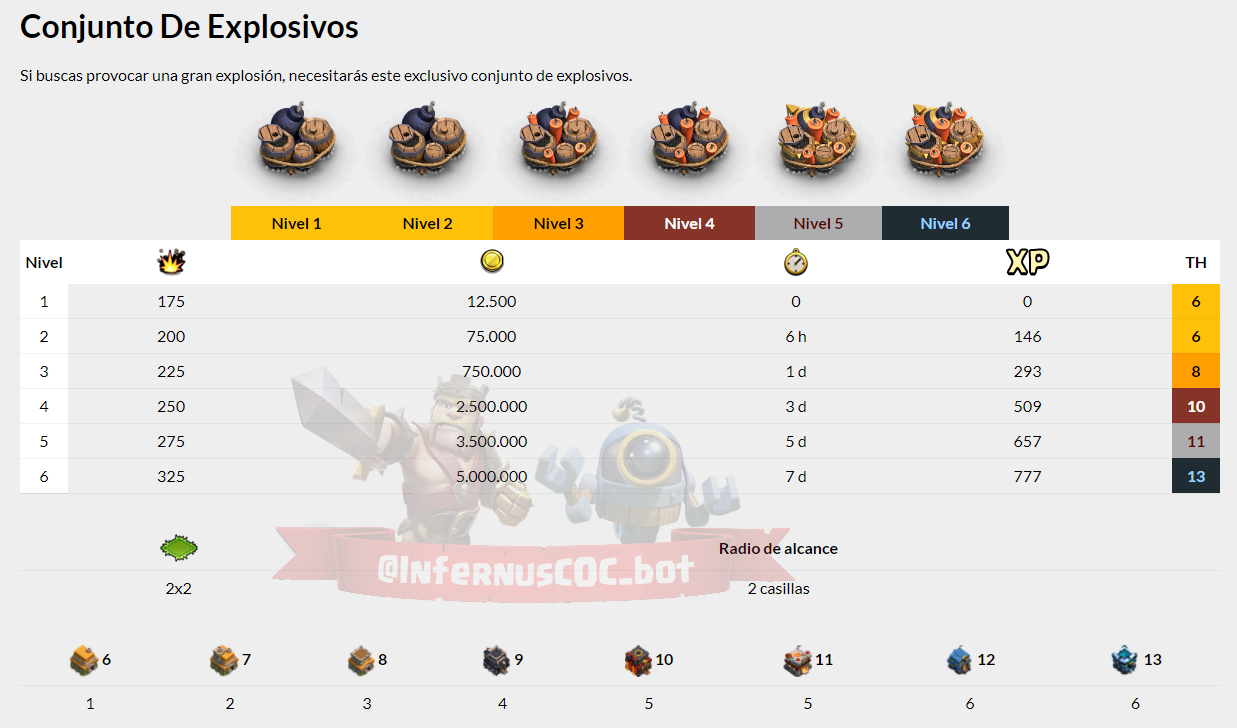 Conjunto De Explosivos
Si buscas provocar una gran explosión, necesitarás este exclusivo conjunto de explosivos.
Nivel 1 Nivel 2 Nivel 3 Nivel 4 Nivel 5 Nivel 6
Nivel XP TH
1 175 12.500 0 0 6
2 200 75.000 6 h 146 6
3 225 750.000 1 d 293 8
4 250 2.500.000 3 d 509 10
5 275 3.500.000 5 d 657 11
6 325 5.000.000 7 d 777 13
Radio de alcance
@InfernusCOC_bot
2x2 2 casillas
6 7 8 9 10 11 12 13
1 2 3 4 5 5 6 6